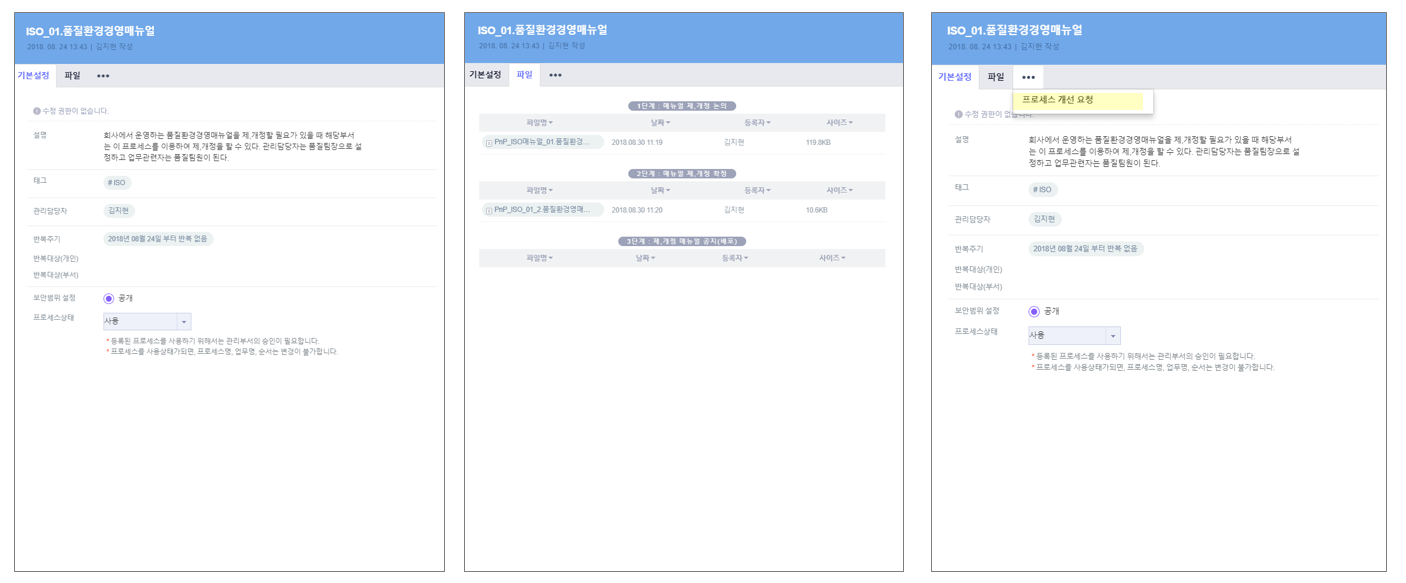 ISO_01.품질환경경영매뉴얼
2018. 08. 24 13:43 | 김지현 작성
기본설정 파일 •••
수정 권한이 없습니다.
설명 회사에서 운영하는 품질환경경영매뉴얼을 제,개정할 필요가 있을 때 해당부서
는 이 프로세스를 이용하여 제,개정을 할 수 있다. 관리담당자는 품질팀장으로 설
정하고 업무관련자는 품질팀원이 된다.
태그 # ISO
관리담당자 김지현
반복주기 2018년 08월 24일 부터 반복 없음
반복대상(개인)
반복대상(부서)
보안범위 설정 공개
프로세스상태 사용
* 등록된 프로세스를 사용하기 위해서는 관리부서의 승인이 필요합니다.
* 프로세스를 사용상태가되면, 프로세스명, 업무명, 순서는 변경이 불가합니다.
ISO_01.품질환경경영매뉴얼
2018. 08. 24 13:43 | 김지현 작성
기본설정 파일 •••
1단계 : 매뉴얼 제,개정 논의
파일명 날짜 등록자 사이즈
PnP_ISO매뉴얼_01.품질환경... 2018.08.30 11:19 김지현 119.8KB
2단계 : 매뉴얼 제,개정 확정
파일명 날짜 등록자 사이즈
PnP_ISO_01_2.품질환경경영매... 2018.08.30 11:20 김지현 10.6KB
3단계 : 제,개정 매뉴얼 공지(배포)
파일명 날짜 등록자 사이즈
ISO_01.품질환경경영매뉴얼
2018. 08. 24 13:43 | 김지현 작성
기본설정 파일 •••
프로세스 개선 요청
수정 권한이 없습니다.
설명 회사에서 운영하는 품질환경경영매뉴얼을 제,개정할 필요가 있을 때 해당부서
는 이 프로세스를 이용하여 제,개정을 할 수 있다. 관리담당자는 품질팀장으로 설
정하고 업무관련자는 품질팀원이 된다.
태그 # ISO
관리담당자 김지현
반복주기 2018년 08월 24일 부터 반복 없음
반복대상(개인)
반복대상(부서)
보안범위 설정 공개
프로세스상태 사용
* 등록된 프로세스를 사용하기 위해서는 관리부서의 승인이 필요합니다.
* 프로세스를 사용상태가되면, 프로세스명, 업무명, 순서는 변경이 불가합니다.